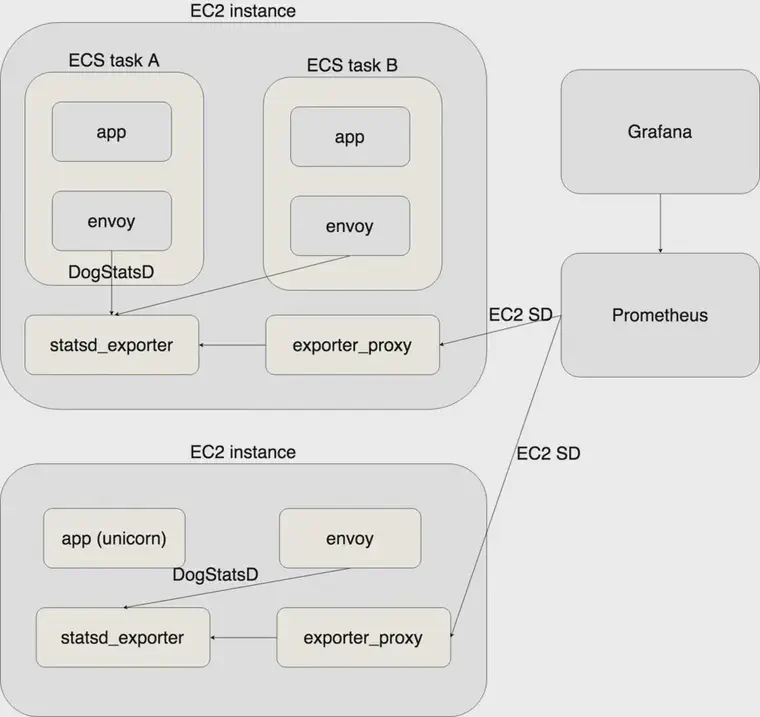 EC2 instance
ECS task A
ECS task B
app
app
envoy
envoy
DogStatsD
statsd_exporter
exporter_proxy
EC2 SD
Grafana
Prometheus
EC2 SD
EC2 instance
app (unicorn)
envoy
DogStatsD
statsd_exporter
exporter_proxy